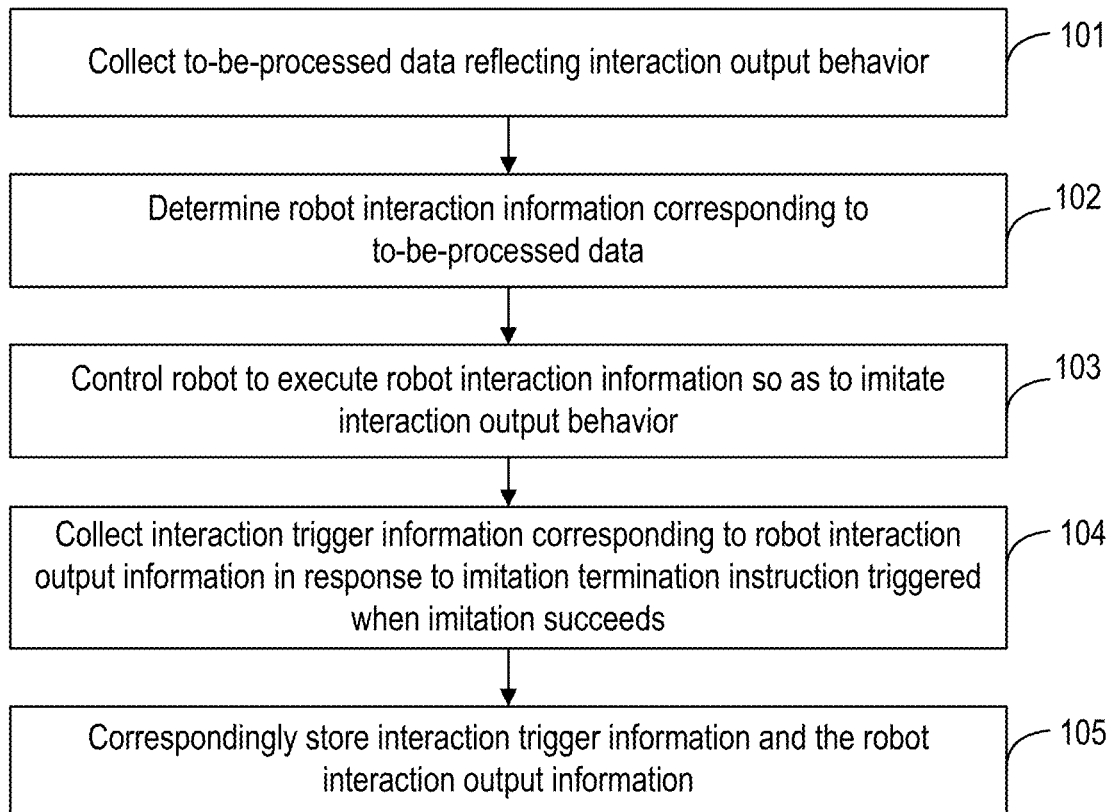 Collect to-be-processed data reflecting interaction output behavior
101
Determine robot interaction information corresponding to
to-be-processed data
102
Control robot to execute robot interaction information so as to imitate
interaction output behavior
103
Collect interaction trigger information corresponding to robot interaction
output information in response to imitation termination instruction triggered
when imitation succeeds
104
Correspondingly store interaction trigger information and the robot
interaction output information
105